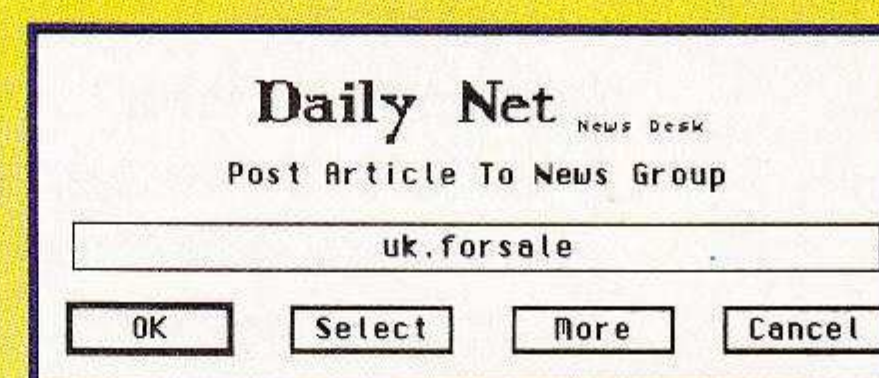 Daily Net News Desk
Post Article To News Group
uk.forsale
OK Select More Cancel